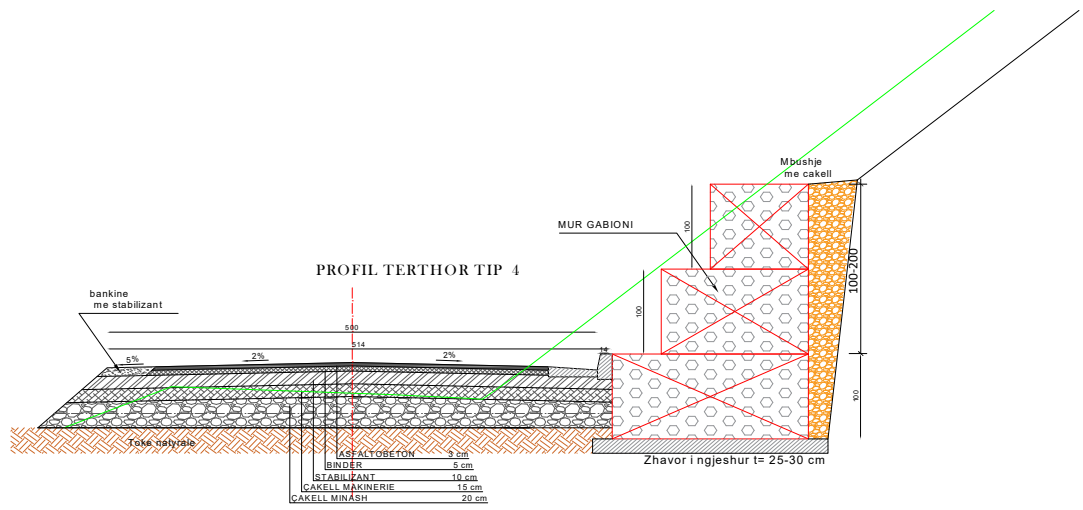 Mbushje
me cakell
MUR GABIONI
100
100-200
PROFIL TERTHOR TIP 4
bankine
me stabilizant
100
500
514
14
5%
2%
2%
100
Toke natyrale
Zhavor i ngjeshur t= 25-30 cm
ASFALTOBETON 3 cm
BINDER 5 cm
STABILIZANT 10 cm
ÇAKELL MAKINERIE 15 cm
ÇAKELL MINASH 20 cm